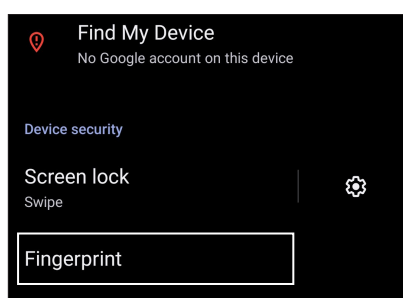 Find My Device
No Google account on this device
Device security
Screen lock
Swipe
Fingerprint